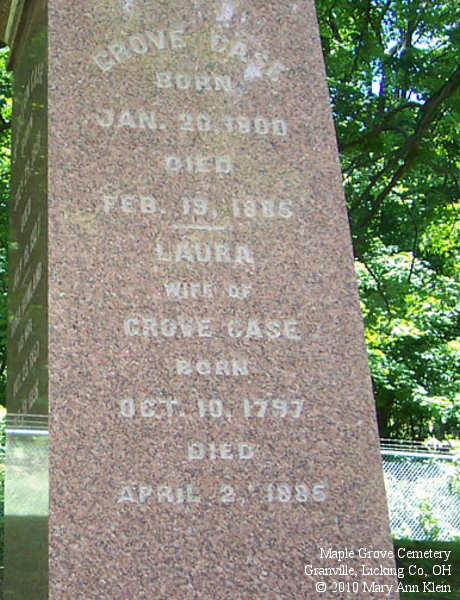 GROVE CASE
BORN
JAN. 20, 1800
DIED
FEB. 19, 1885
LAURA
WIFE OF
GROVE CASE
BORN
OCT. 10, 1797
DIED
APRIL 2, 1885
Maple Grove Cemetery
Granville, Licking Co, OH
© 2010 Mary Ann Klein